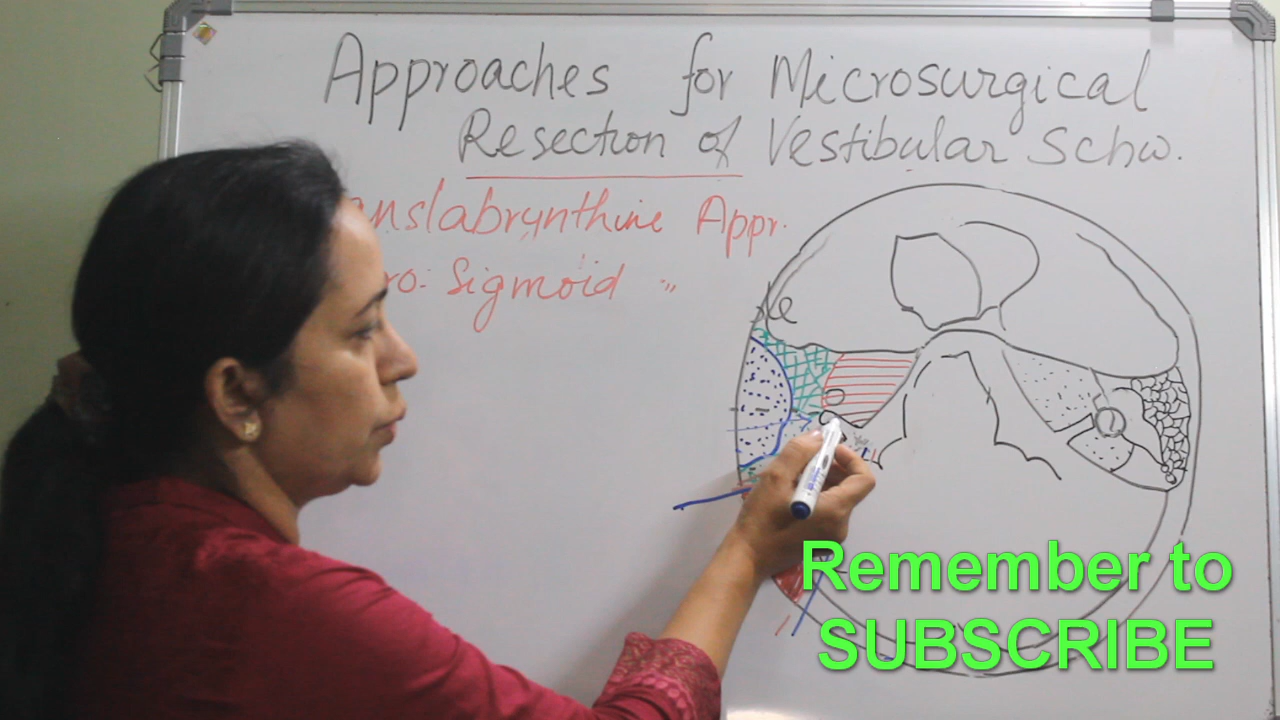 Approaches for Microsurgical
Resection of Vestibular Schw.
anslabrynthine Appr.
ro: Sigmoid "
Remember to
SUBSCRIBE